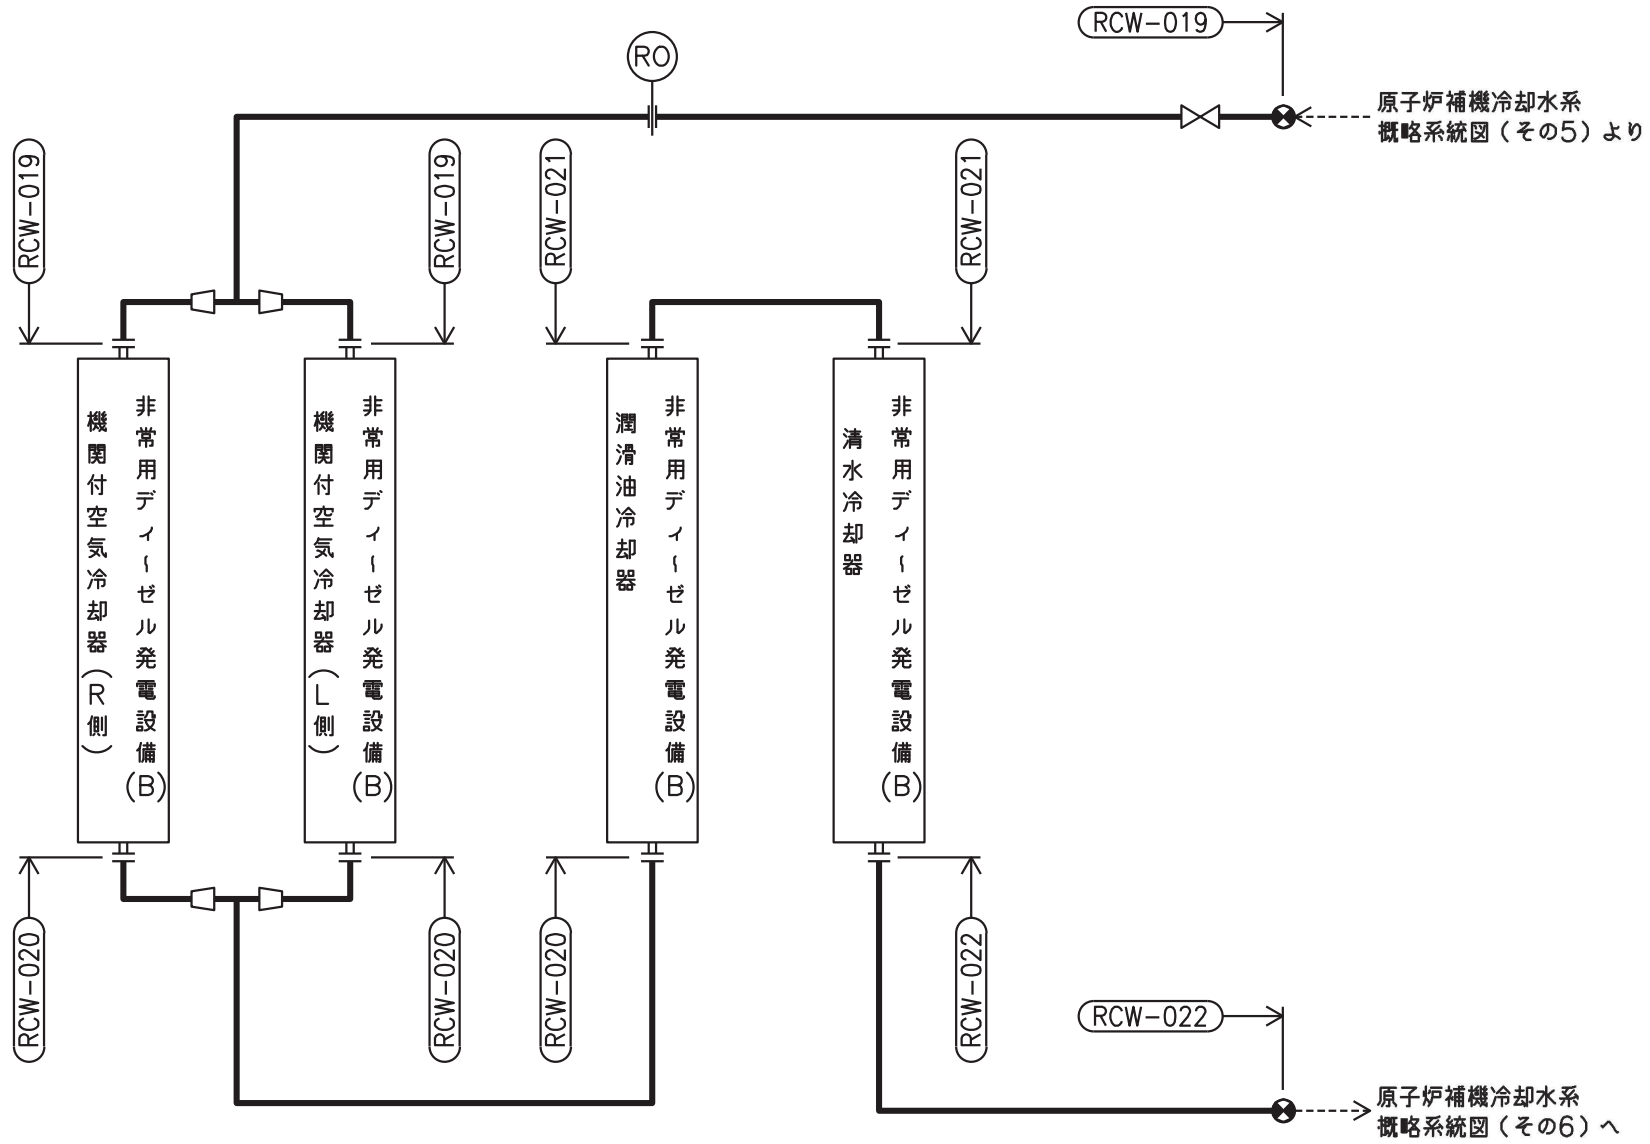 RCW-019
RO
原子炉補機冷却水系
概略系統図（その5）より
RCW-019
RCW-019
RCW-021
RCW-021
非常用ディーゼル発電設備（B）
機関付空気冷却器（R側）
非常用ディーゼル発電設備（B）
機関付空気冷却器（L側）
非常用ディーゼル発電設備（B）
潤滑油冷却器
非常用ディーゼル発電設備（B）
清水冷却器
RCW-020
RCW-020
RCW-020
RCW-022
RCW-022
原子炉補機冷却水系
概略系統図（その6）へ